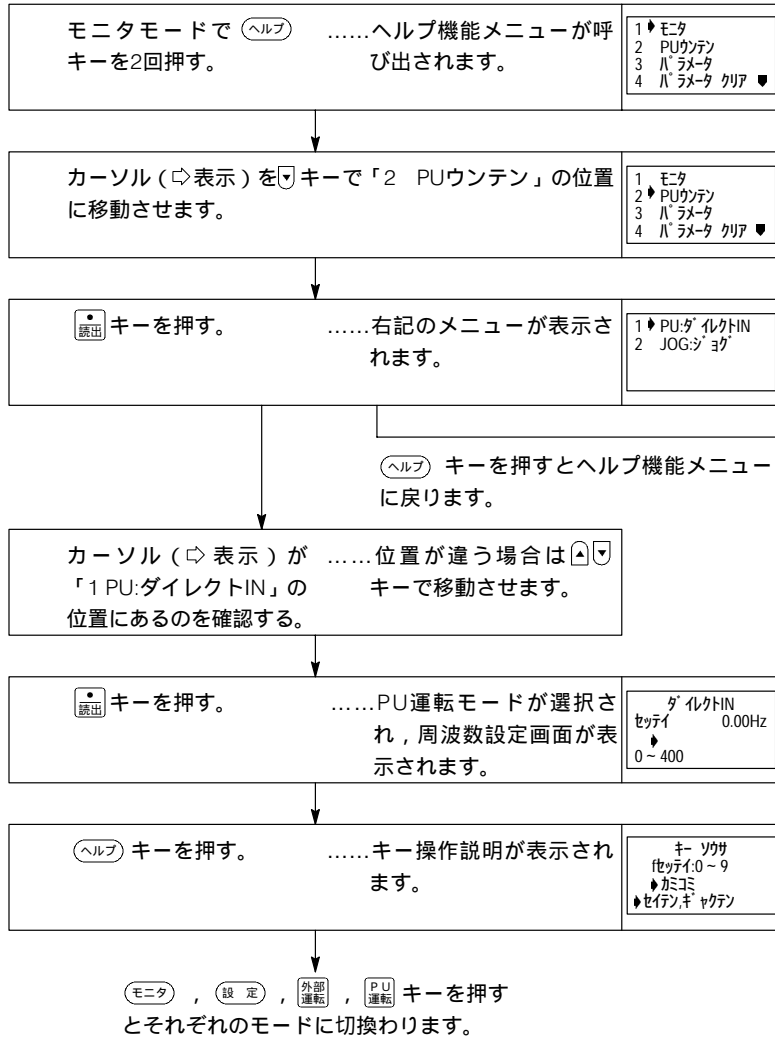 モニタモードで ヘルプ ……ヘルプ機能メニューが呼
キーを2回押す。 び出されます。
1 モニタ
2 PUウンテン
3 パラメータ
4 パラメータ クリア
カーソル（⇨表示）を▼キーで「2 PUウンテン」の位置
に移動させます。
1 モニタ
2 PUウンテン
3 パラメータ
4 パラメータ クリア
読出 キーを押す。 ……右記のメニューが表示さ
れます。
1 PU:ダイレクトIN
2 JOG:ジョグ
ヘルプ キーを押すとヘルプ機能メニュー
に戻ります。
カーソル（⇨表示）が ……位置が違う場合は▲▼
「1 PU:ダイレクトIN」の キーで移動させます。
位置にあるのを確認する。
読出 キーを押す。 ……PU運転モードが選択さ
れ，周波数設定画面が表
示されます。
ダイレクトIN
セッテイ 0.00Hz
0～400
ヘルプ キーを押す。 ……キー操作説明が表示され
ます。
キー ソウサ
fセッテイ:0～9
カミコミ
セイテン,ギャクテン
モニタ ， 設定 ， 外部運転 ， PU運転 キーを押す
とそれぞれのモードに切換わります。